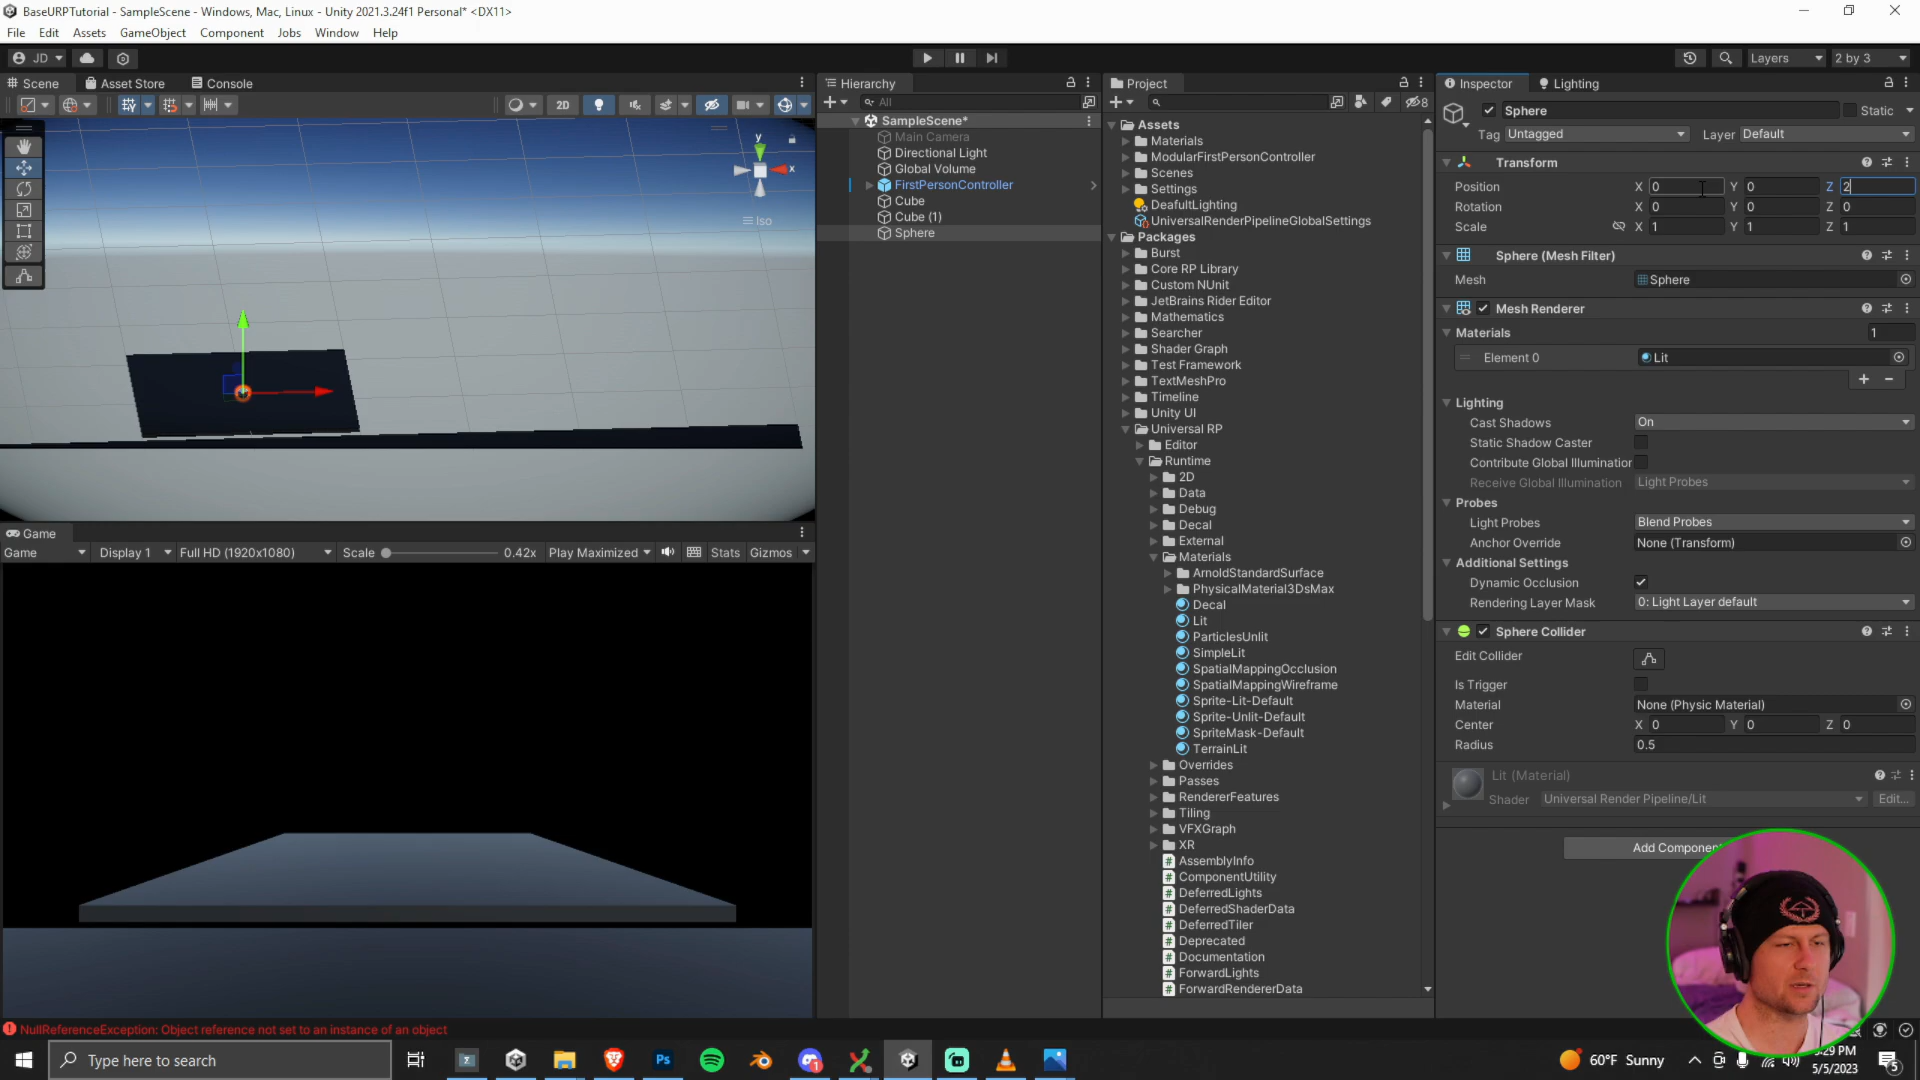 BaseURPTutorial - SampleScene - Windows, Mac, Linux - Unity 2021.3.24f1 Personal* <DX11>
File Edit Assets GameObject Component Jobs Window Help
JD Layers 2 by 3
Scene Asset Store Console
2D
y
x
Iso
Game
Game Display 1 Full HD (1920x1080) Scale 0.42x Play Maximized Stats Gizmos
Hierarchy
All
SampleScene*
Main Camera
Directional Light
Global Volume
FirstPersonController
Cube
Cube (1)
Sphere
Project
8
Assets
Materials
ModularFirstPersonController
Scenes
Settings
DeafultLighting
UniversalRenderPipelineGlobalSettings
Packages
Burst
Core RP Library
Custom NUnit
JetBrains Rider Editor
Mathematics
Searcher
Shader Graph
Test Framework
TextMeshPro
Timeline
Unity UI
Universal RP
Editor
Runtime
2D
Data
Debug
Decal
External
Materials
ArnoldStandardSurface
PhysicalMaterial3DsMax
Decal
Lit
ParticlesUnlit
SimpleLit
SpatialMappingOcclusion
SpatialMappingWireframe
Sprite-Lit-Default
Sprite-Unlit-Default
SpriteMask-Default
TerrainLit
Overrides
Passes
RendererFeatures
Tiling
VFXGraph
XR
AssemblyInfo
ComponentUtility
DeferredLights
DeferredShaderData
DeferredTiler
Deprecated
Documentation
ForwardLights
ForwardRendererData
Inspector Lighting
Sphere Static
Tag Untagged Layer Default
Transform
Position X 0 Y 0 Z 2
Rotation X 0 Y 0 Z 0
Scale X 1 Y 1 Z 1
Sphere (Mesh Filter)
Mesh Sphere
Mesh Renderer
Materials 1
Element 0 Lit
Lighting
Cast Shadows On
Static Shadow Caster
Contribute Global Illumination
Receive Global Illumination Light Probes
Probes
Light Probes Blend Probes
Anchor Override None (Transform)
Additional Settings
Dynamic Occlusion
Rendering Layer Mask 0: Light Layer default
Sphere Collider
Edit Collider
Is Trigger
Material None (Physic Material)
Center X 0 Y 0 Z 0
Radius 0.5
Lit (Material)
Shader Universal Render Pipeline/Lit Edit...
Add Componen
NullReferenceException: Object reference not set to an instance of an object
Type here to search
Ps
1
60°F Sunny
:29 PM
5/5/2023
5